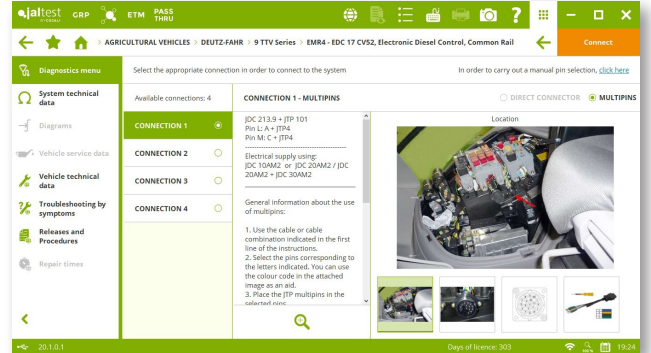 jaltest
BY COJALI
GRP
ETM
PASS
THRU
AGRICULTURAL VEHICLES > DEUTZ-FAHR > 9 TTV Series > EMR4 - EDC 17 CV52, Electronic Diesel Control, Common Rail
Connect
Diagnostics menu
Select the appropriate connection in order to connect to the system
In order to carry out a manual pin selection, click here
System technical
data
Diagrams
Vehicle service data
Vehicle technical
data
Troubleshooting by
symptoms
Releases and
Procedures
Repair times
Available connections: 4
CONNECTION 1
CONNECTION 2
CONNECTION 3
CONNECTION 4
CONNECTION 1 - MULTIPINS
DIRECT CONNECTOR
MULTIPINS
JDC 213.9 + JTP 101
Pin L: A + JTP4
Pin M: C + JTP4
Electrical supply using:
JDC 10AM2 or JDC 20AM2 / JDC
20AM2 + JDC 30AM2
General information about the use
of multipins:
1. Use the cable or cable
combination indicated in the first
line of the instructions.
2. Select the pins corresponding to
the letters indicated. You can use
the colour code in the attached
image as an aid.
3. Place the JTP multipins in the
selected pins
Location
20.1.0.1
Days of licence: 303
100%
19:24